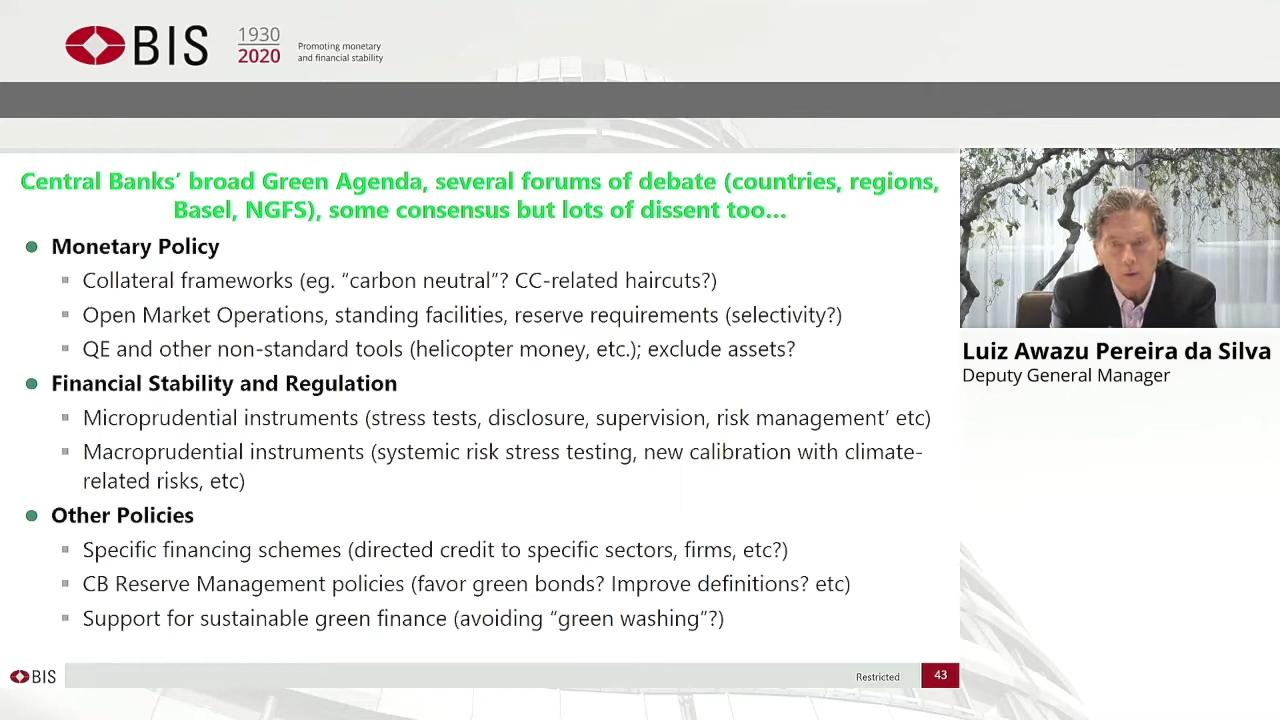 BIS
1930
2020
Promoting monetary
and financial stability
Central Banks’ broad Green Agenda, several forums of debate (countries, regions,
Basel, NGFS), some consensus but lots of dissent too...
Monetary Policy
Collateral frameworks (eg. “carbon neutral”? CC-related haircuts?)
Open Market Operations, standing facilities, reserve requirements (selectivity?)
QE and other non-standard tools (helicopter money, etc.); exclude assets?
Financial Stability and Regulation
Microprudential instruments (stress tests, disclosure, supervision, risk management’ etc)
Macroprudential instruments (systemic risk stress testing, new calibration with climate-
related risks, etc)
Other Policies
Specific financing schemes (directed credit to specific sectors, firms, etc?)
CB Reserve Management policies (favor green bonds? Improve definitions? etc)
Support for sustainable green finance (avoiding “green washing”?)
Luiz Awazu Pereira da Silva
Deputy General Manager
BIS
Restricted
43